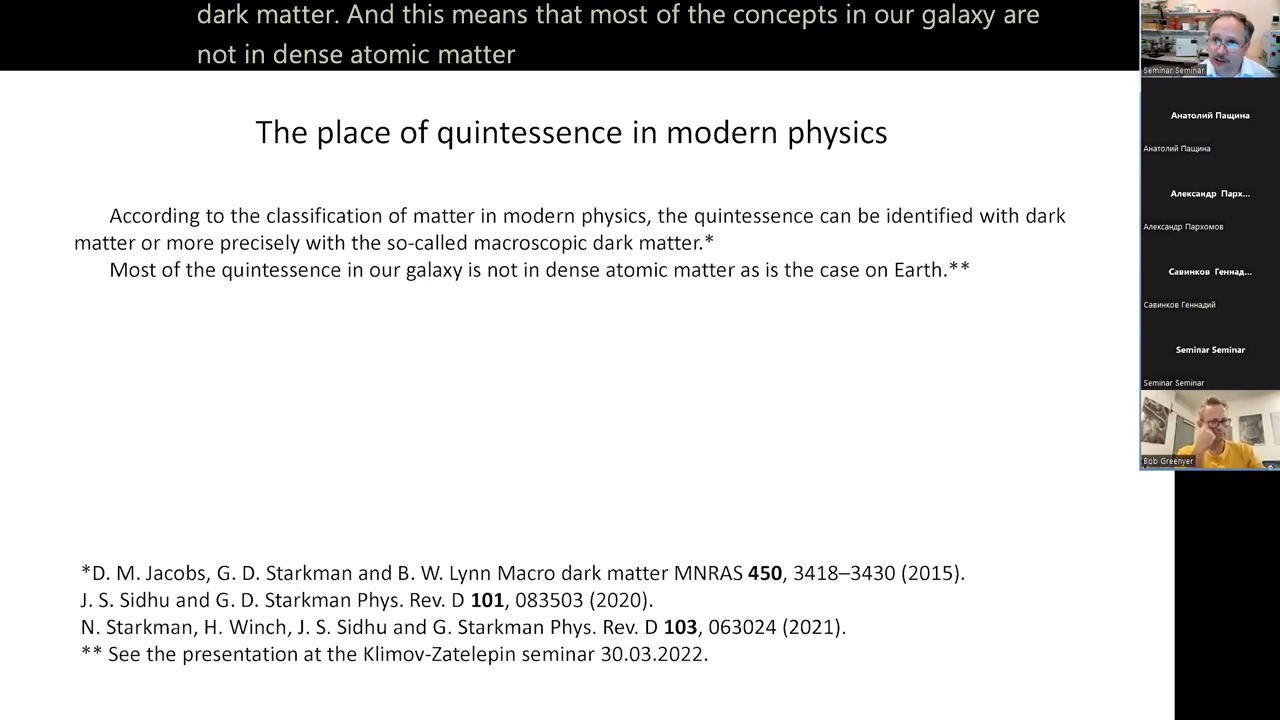 dark matter. And this means that most of the concepts in our galaxy are
not in dense atomic matter
The place of quintessence in modern physics
According to the classification of matter in modern physics, the quintessence can be identified with dark
matter or more precisely with the so-called macroscopic dark matter.*
Most of the quintessence in our galaxy is not in dense atomic matter as is the case on Earth.**
*D. M. Jacobs, G. D. Starkman and B. W. Lynn Macro dark matter MNRAS 450, 3418–3430 (2015).
J. S. Sidhu and G. D. Starkman Phys. Rev. D 101, 083503 (2020).
N. Starkman, H. Winch, J. S. Sidhu and G. Starkman Phys. Rev. D 103, 063024 (2021).
** See the presentation at the Klimov-Zatelepin seminar 30.03.2022.
Seminar Seminar
Анатолий Пащина
Анатолий Пащина
Александр Парх...
Александр Пархомов
Савинков Геннад...
Савинков Геннадий
Seminar Seminar
Seminar Seminar
Bob Greenyer